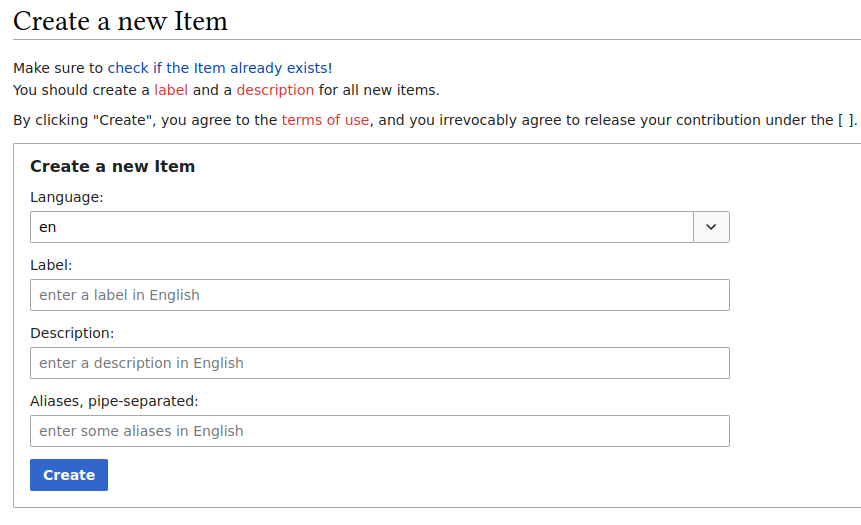 Create a new Item
Make sure to check if the Item already exists!
You should create a label and a description for all new items.
By clicking "Create", you agree to the terms of use, and you irrevocably agree to release your contribution under the [ ].
Create a new Item
Language:
en
Label:
enter a label in English
Description:
enter a description in English
Aliases, pipe-separated:
enter some aliases in English
Create